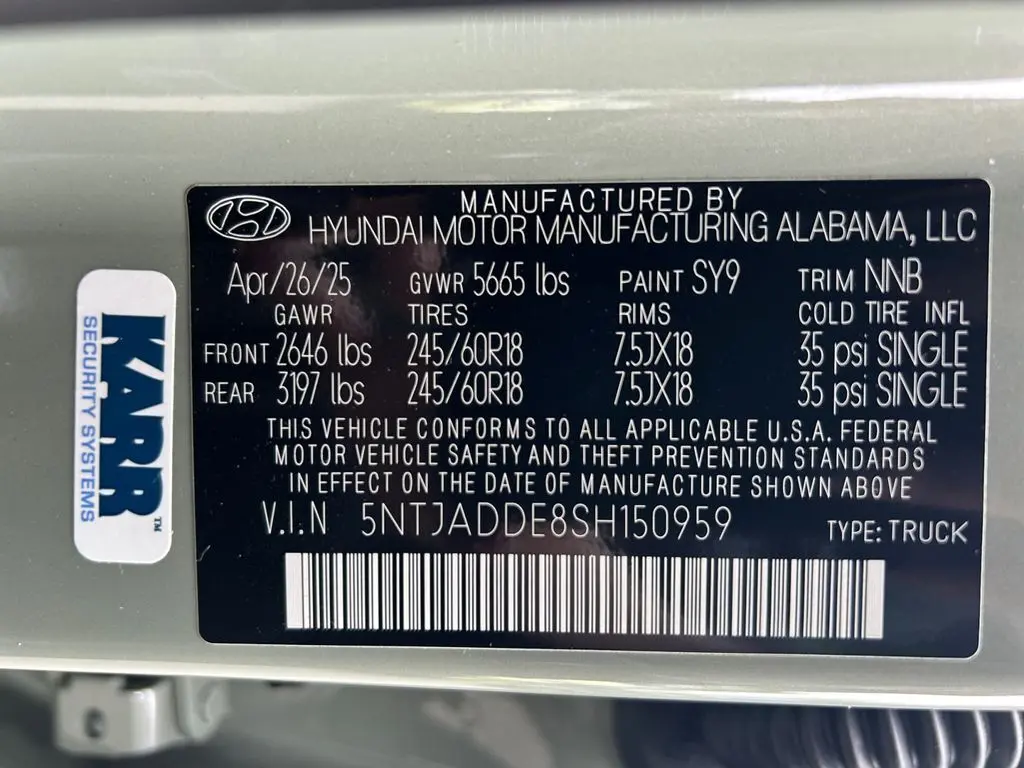 MANUFACTURED BY
HYUNDAI MOTOR MANUFACTURING ALABAMA, LLC
Apr/26/25 GVWR 5665 lbs PAINT SY9 TRIM NNB
GAWR TIRES RIMS COLD TIRE INFL
FRONT 2646 lbs 245/60R18 7.5JX18 35 psi SINGLE
REAR 3197 lbs 245/60R18 7.5JX18 35 psi SINGLE
THIS VEHICLE CONFORMS TO ALL APPLICABLE U.S.A. FEDERAL
MOTOR VEHICLE SAFETY AND THEFT PREVENTION STANDARDS
IN EFFECT ON THE DATE OF MANUFACTURE SHOWN ABOVE
V.I.N 5NTJADDE8SH150959 TYPE: TRUCK
KARR™
SECURITY SYSTEMS